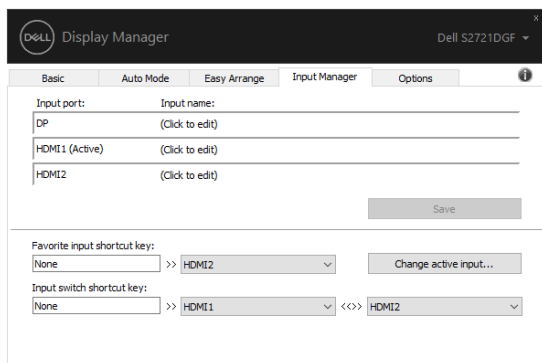 DELL Display Manager
x
Dell S2721DGF
Basic Auto Mode Easy Arrange Input Manager Options i
Input port: Input name:
DP (Click to edit)
HDMI1 (Active) (Click to edit)
HDMI2 (Click to edit)
Save
Favorite input shortcut key:
None >> HDMI2 Change active input...
Input switch shortcut key:
None >> HDMI1 <<>> HDMI2